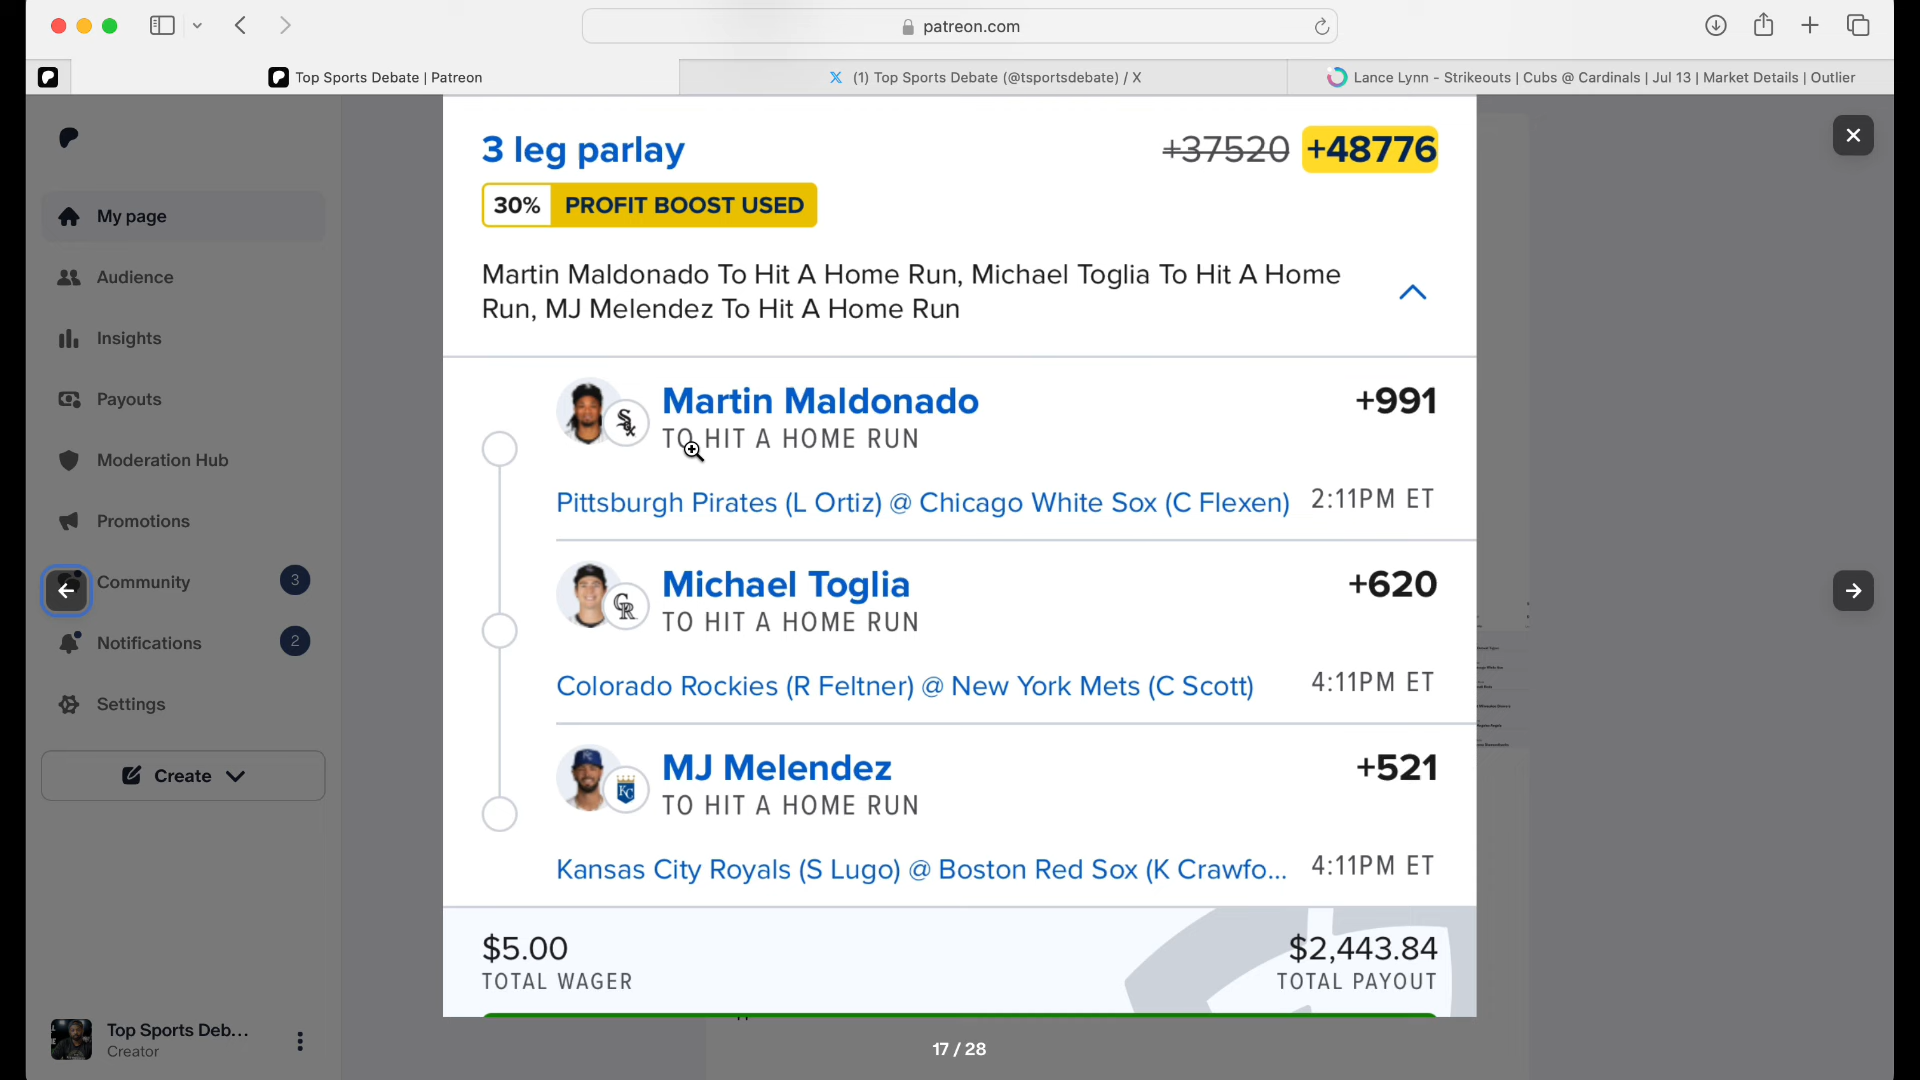 patreon.com
Top Sports Debate | Patreon
(1) Top Sports Debate (@tsportsdebate) / X
Lance Lynn - Strikeouts | Cubs @ Cardinals | Jul 13 | Market Details | Outlier
My page
Audience
Insights
Payouts
Moderation Hub
Promotions
Community 3
Notifications 2
Settings
Create
Top Sports Deb...
Creator
3 leg parlay +37520 +48776
30% PROFIT BOOST USED
Martin Maldonado To Hit A Home Run, Michael Toglia To Hit A Home
Run, MJ Melendez To Hit A Home Run
Martin Maldonado +991
TO HIT A HOME RUN
Pittsburgh Pirates (L Ortiz) @ Chicago White Sox (C Flexen) 2:11PM ET
Michael Toglia +620
TO HIT A HOME RUN
Colorado Rockies (R Feltner) @ New York Mets (C Scott) 4:11PM ET
MJ Melendez +521
TO HIT A HOME RUN
Kansas City Royals (S Lugo) @ Boston Red Sox (K Crawfo... 4:11PM ET
$5.00 $2,443.84
TOTAL WAGER TOTAL PAYOUT
17 / 28